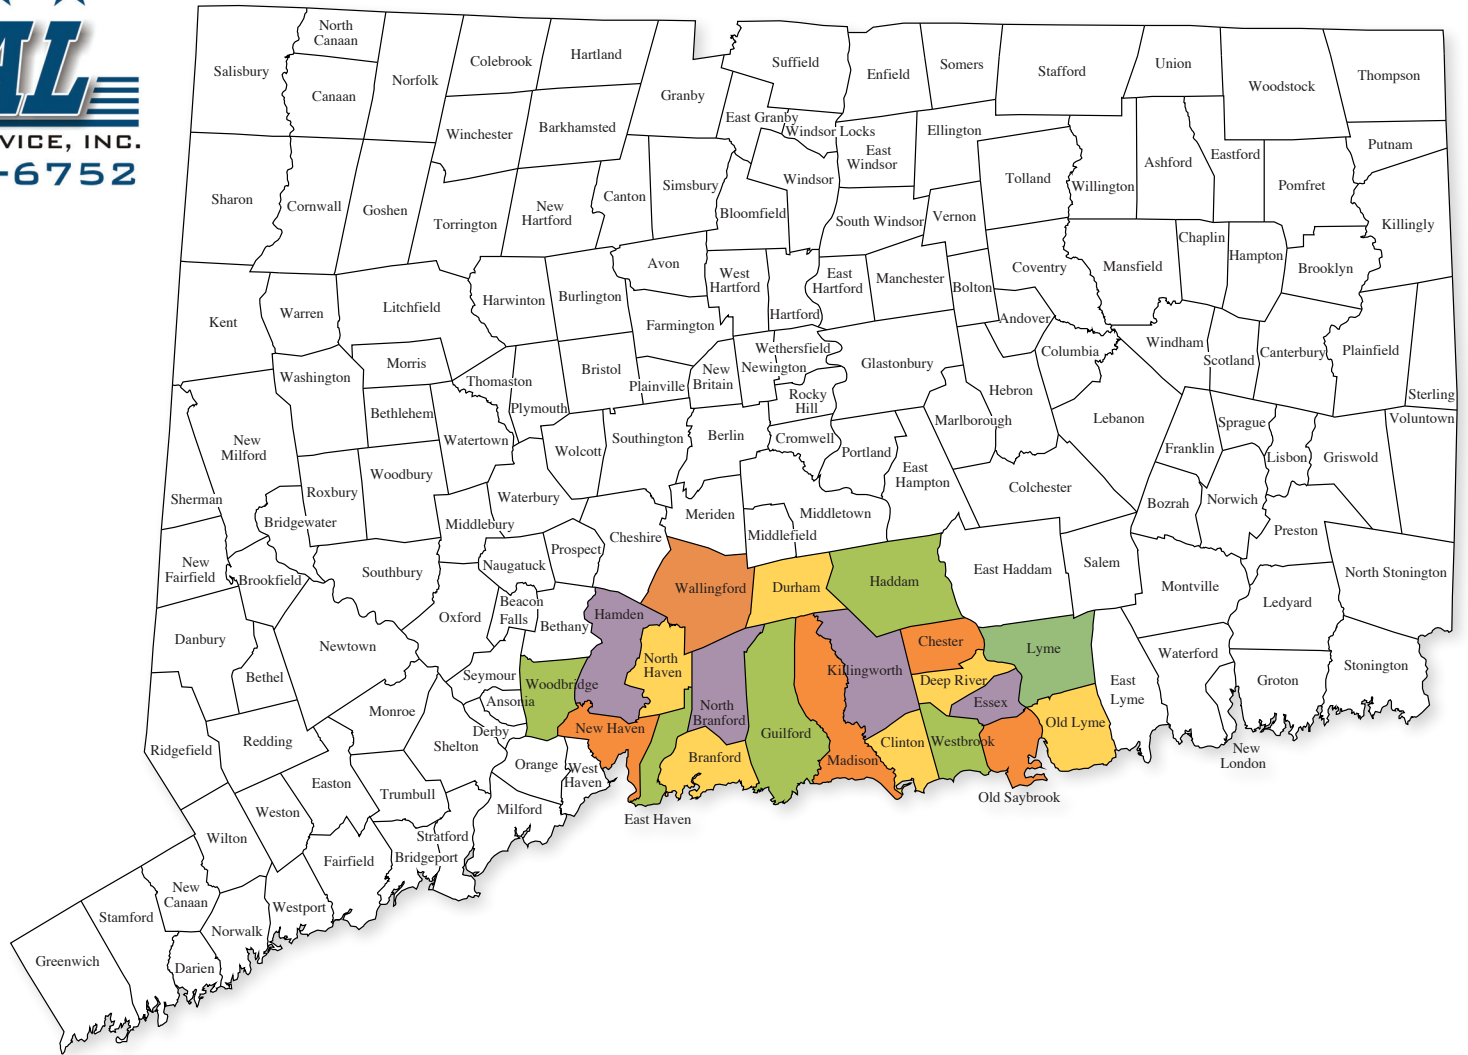 AL
VICE, INC.
-6752
North
Canaan
Salisbury
Canaan
Norfolk
Colebrook
Hartland
Granby
Suffield
Enfield
Somers
Stafford
Union
Woodstock
Thompson
Winchester
Barkhamsted
East Granby
Windsor Locks
East
Windsor
Ellington
Tolland
Willington
Ashford
Eastford
Pomfret
Putnam
Sharon
Cornwall
Goshen
Torrington
New
Hartford
Canton
Simsbury
Bloomfield
Windsor
South Windsor
Vernon
Killingly
Chaplin
Hampton
Brooklyn
Mansfield
Coventry
Avon
West
Hartford
Hartford
East
Hartford
Manchester
Bolton
Andover
Kent
Warren
Litchfield
Harwinton
Burlington
Farmington
Wethersfield
Newington
Glastonbury
Columbia
Windham
Scotland
Canterbury
Plainfield
Sterling
Washington
Morris
Thomaston
Plymouth
Bristol
Plainville
New
Britain
Rocky
Hill
Hebron
Marlborough
Lebanon
Sprague
Franklin
Lisbon
Griswold
Voluntown
Bethlehem
Watertown
Wolcott
Southington
Berlin
Cromwell
Portland
East
Hampton
Colchester
New
Milford
Sherman
Roxbury
Woodbury
Waterbury
Bridgewater
Middlebury
Meriden
Middletown
Middlefield
Bozrah
Norwich
Preston
North Stonington
New
Fairfield
Brookfield
Southbury
Naugatuck
Prospect
Cheshire
Wallingford
Durham
Haddam
East Haddam
Salem
Montville
Ledyard
Danbury
Bethel
Newtown
Oxford
Beacon
Falls
Bethany
Hamden
North
Haven
Killingworth
Chester
Lyme
Deep River
Essex
East
Lyme
Waterford
Groton
Stonington
Seymour
Ansonia
Woodbridge
Derby
New Haven
North
Branford
Guilford
Branford
Madison
Clinton
Westbrook
Old Lyme
Old Saybrook
New
London
Ridgefield
Redding
Monroe
Shelton
Orange
West
Haven
East Haven
Easton
Trumbull
Milford
Weston
Wilton
Stratford
Bridgeport
Fairfield
New
Canaan
Westport
Stamford
Norwalk
Darien
Greenwich